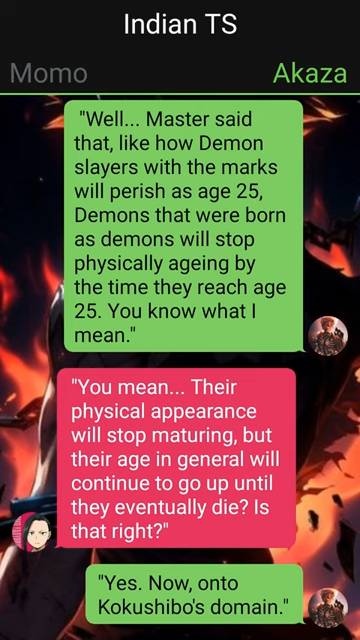 Indian TS
Momo Akaza
"Well... Master said
that, like how Demon
slayers with the marks
will perish as age 25,
Demons that were born
as demons will stop
physically ageing by
the time they reach age
25. You know what I
mean."
"You mean... Their
physical appearance
will stop maturing, but
their age in general will
continue to go up until
they eventually die? Is
that right?"
"Yes. Now, onto
Kokushibo's domain."